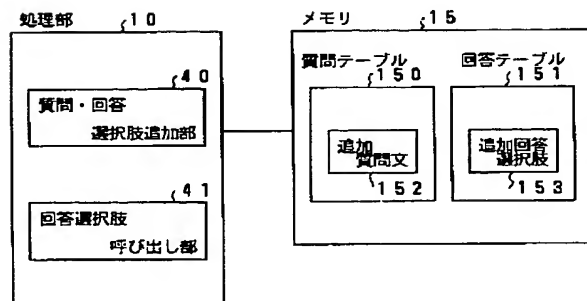 処理部 10
メモリ 15
40
質問・回答
選択肢追加部
41
回答選択肢
呼び出し部
質問テーブル
150
追加
質問文
152
回答テーブル
151
追加回答
選択肢
153